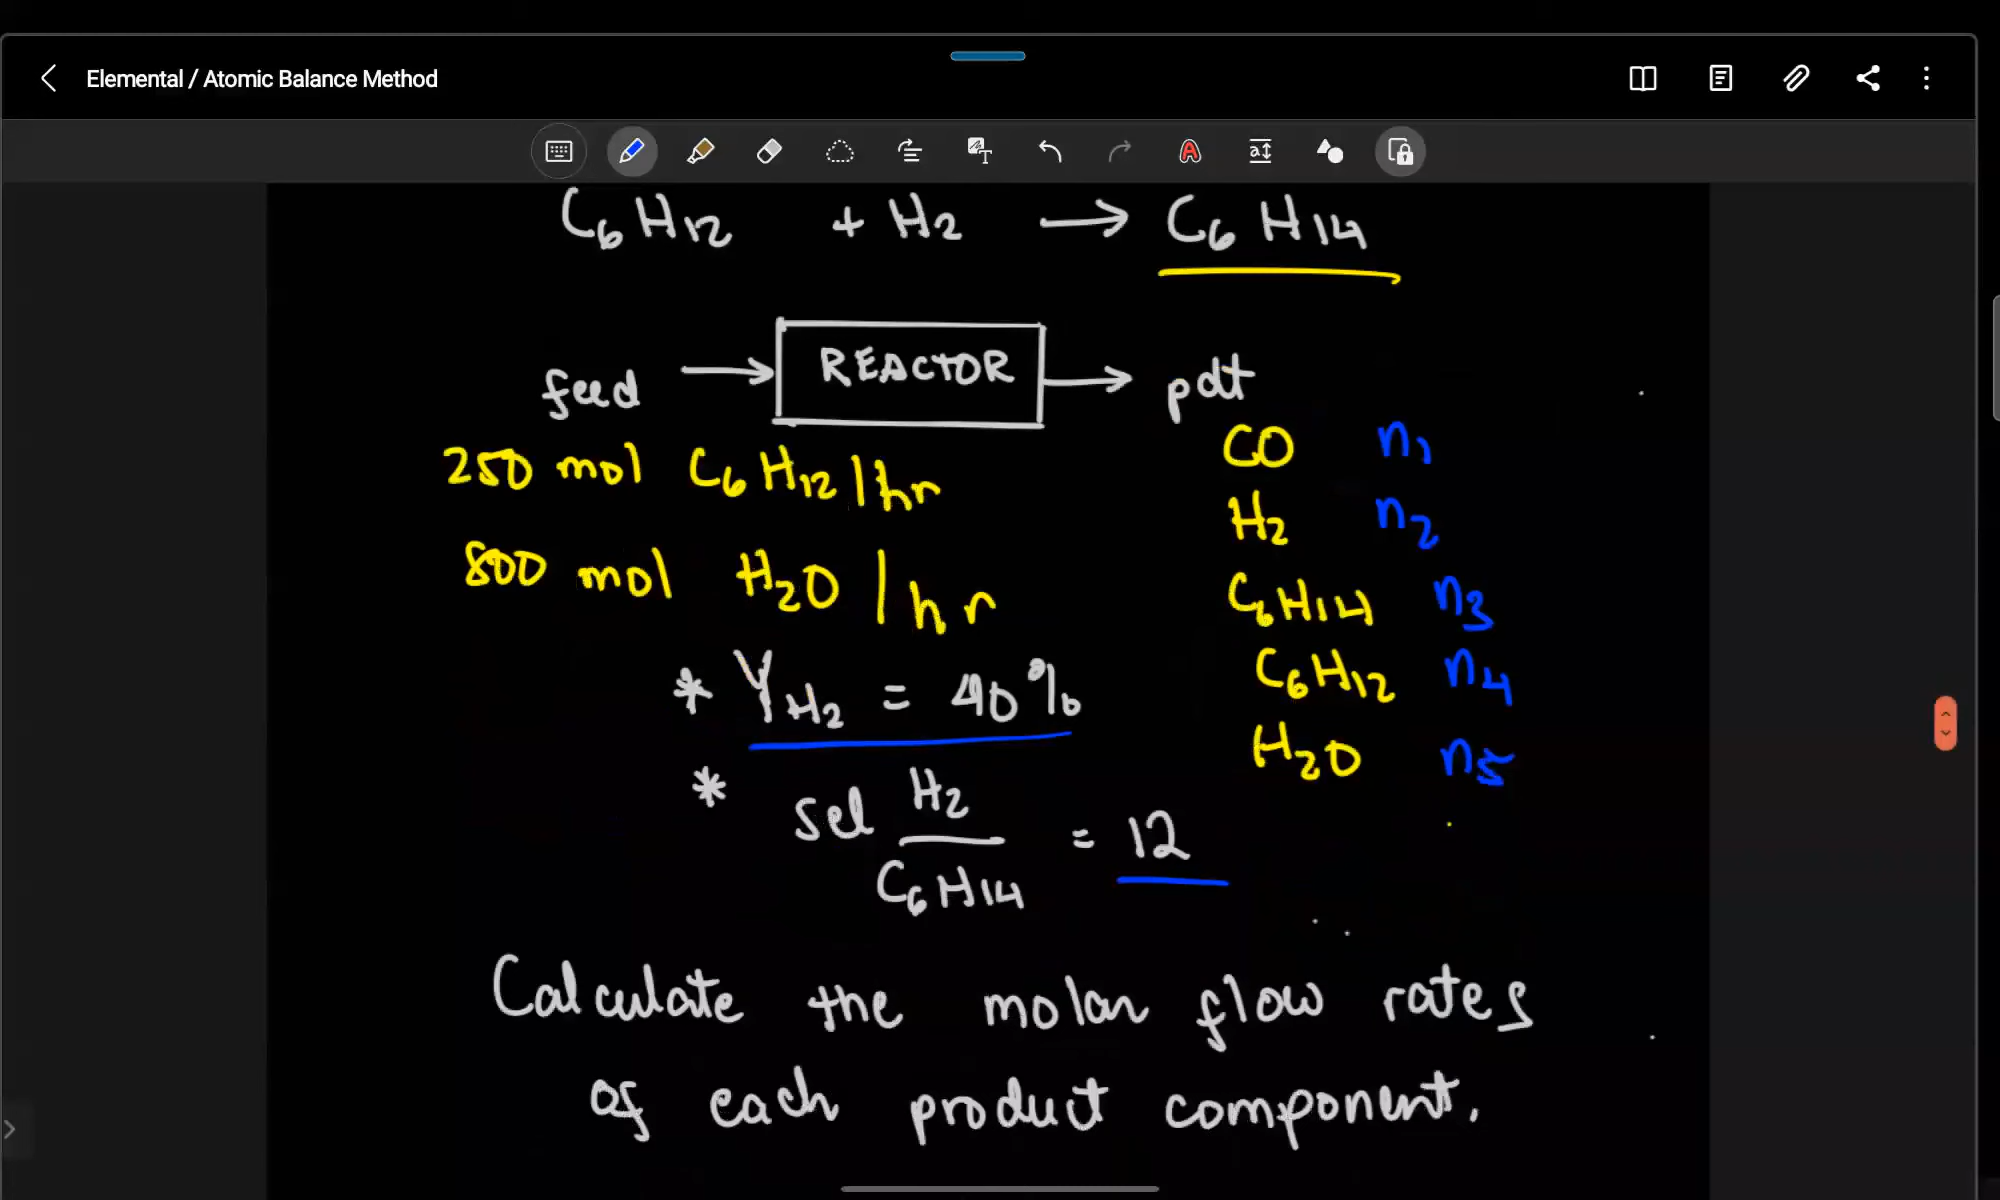 Elemental / Atomic Balance Method
C6H12 + H2 → C6H14
feed → REACTOR → pdt
250 mol C6H12/hr
800 mol H2O/hr
CO n1
H2 n2
C6H14 n3
C6H12 n4
H2O n5
* YH2 = 40%
* Sel H2/C6H14 = 12
Calculate the molar flow rates
of each product component.